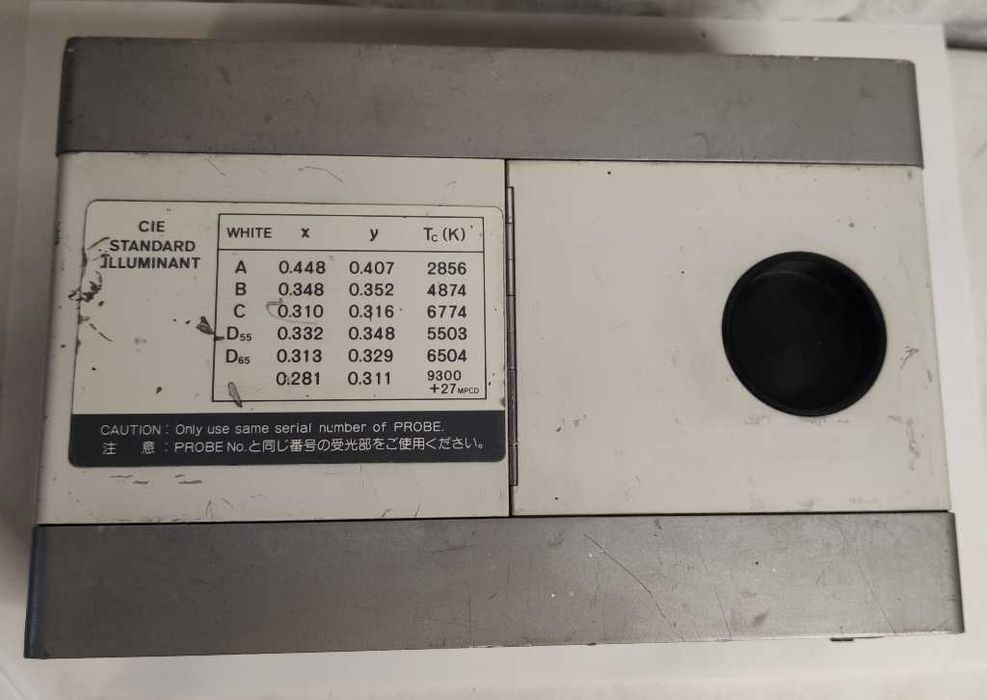 CIE
STANDARD
ILLUMINANT
WHITE x y Tc (K)
A 0.448 0.407 2856
B 0.348 0.352 4874
C 0.310 0.316 6774
D55 0.332 0.348 5503
D65 0.313 0.329 6504
0.281 0.311 9300
+27 MPCD
CAUTION : Only use same serial number of PROBE.
注 意 : PROBE No.と同じ番号の受光部をご使用ください。